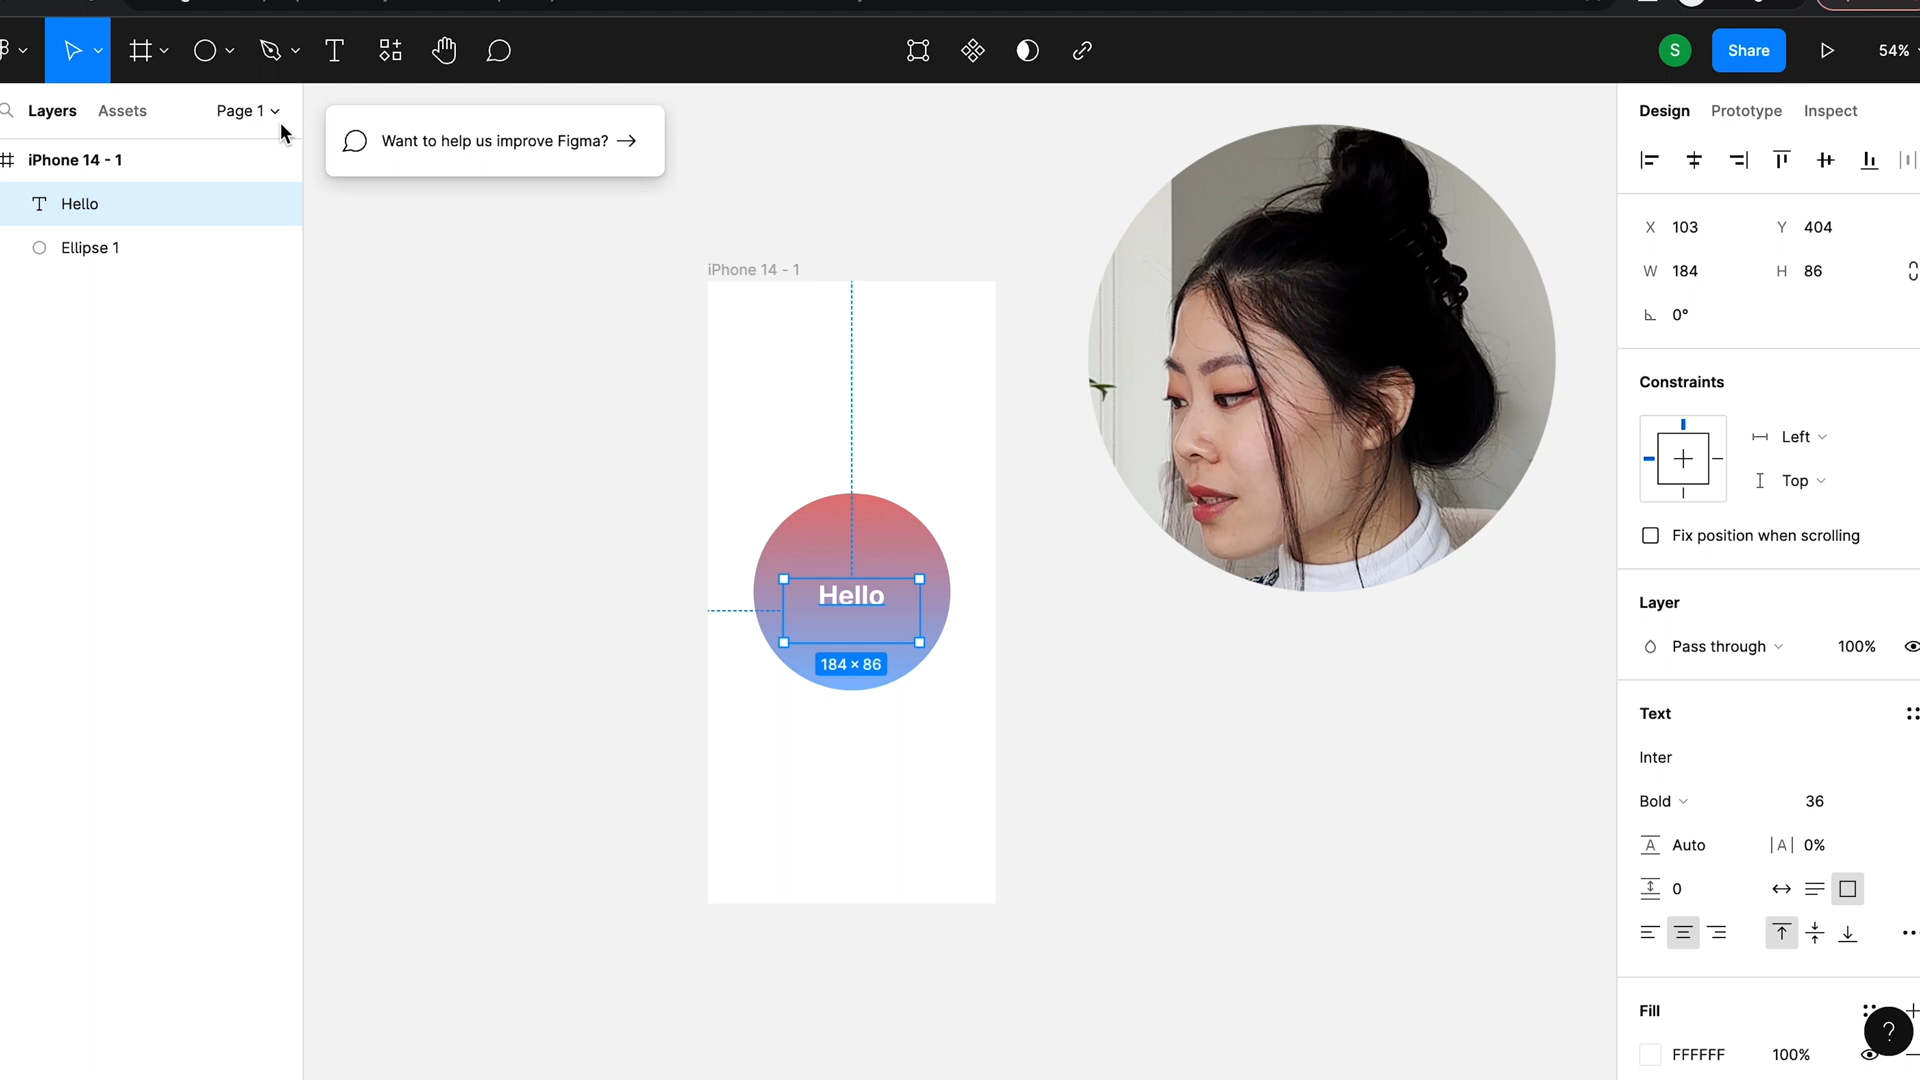 S
Share
54%
Layers
Assets
Page 1
Want to help us improve Figma?
Design
Prototype
Inspect
iPhone 14 - 1
Hello
Ellipse 1
iPhone 14 - 1
Hello
184 × 86
X 103
Y 404
W 184
H 86
0°
Constraints
Left
Top
Fix position when scrolling
Layer
Pass through
100%
Text
Inter
Bold
36
A Auto
|A| 0%
0
Fill
?
FFFFFF
100%